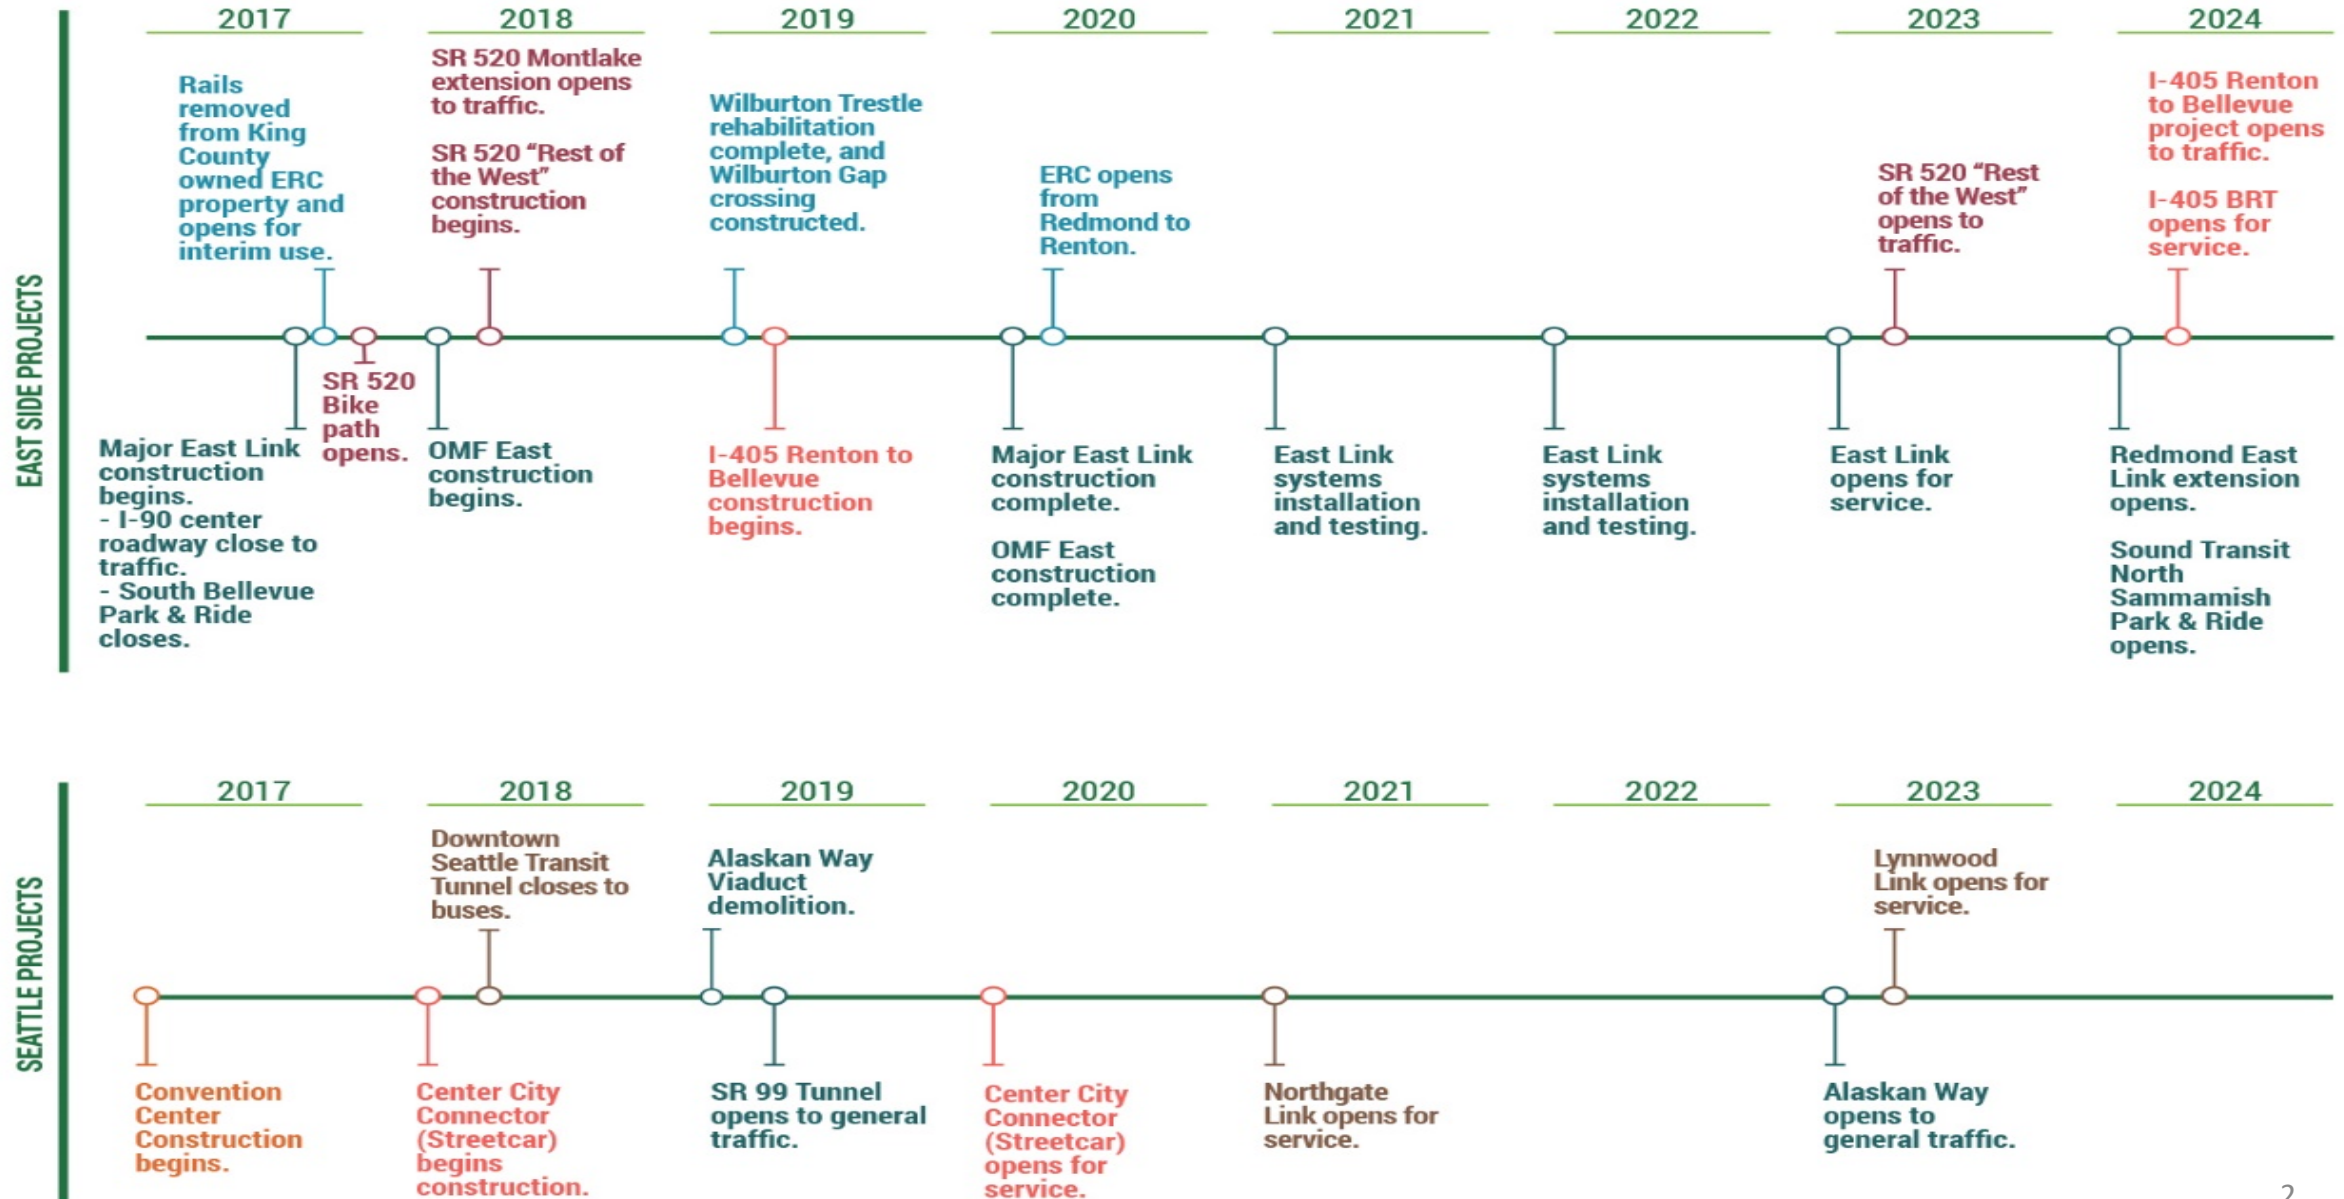 EAST SIDE PROJECTS
2017
2018
2019
2020
2021
2022
2023
2024
Rails
removed
from King
County
owned ERC
property and
opens for
interim use.
SR 520 Montlake
extension opens
to traffic.
SR 520 “Rest of
the West”
construction
begins.
Wilburton Trestle
rehabilitation
complete, and
Wilburton Gap
crossing
constructed.
ERC opens
from
Redmond to
Renton.
SR 520 “Rest
of the West”
opens to
traffic.
I-405 Renton
to Bellevue
project opens
to traffic.
I-405 BRT
opens for
service.
Major East Link
construction
begins.
- I-90 center
roadway close to
traffic.
- South Bellevue
Park & Ride
closes.
SR 520
Bike
path
opens.
OMF East
construction
begins.
I-405 Renton to
Bellevue
construction
begins.
Major East Link
construction
complete.
OMF East
construction
complete.
East Link
systems
installation
and testing.
East Link
systems
installation
and testing.
East Link
opens for
service.
Redmond East
Link extension
opens.
Sound Transit
North
Sammamish
Park & Ride
opens.
SEATTLE PROJECTS
2017
2018
2019
2020
2021
2022
2023
2024
Downtown
Seattle Transit
Tunnel closes to
buses.
Alaskan Way
Viaduct
demolition.
Lynnwood
Link opens for
service.
Convention
Center
Construction
begins.
Center City
Connector
(Streetcar)
begins
construction.
SR 99 Tunnel
opens to general
traffic.
Center City
Connector
(Streetcar)
opens for
service.
Northgate
Link opens for
service.
Alaskan Way
opens to
general traffic.
2